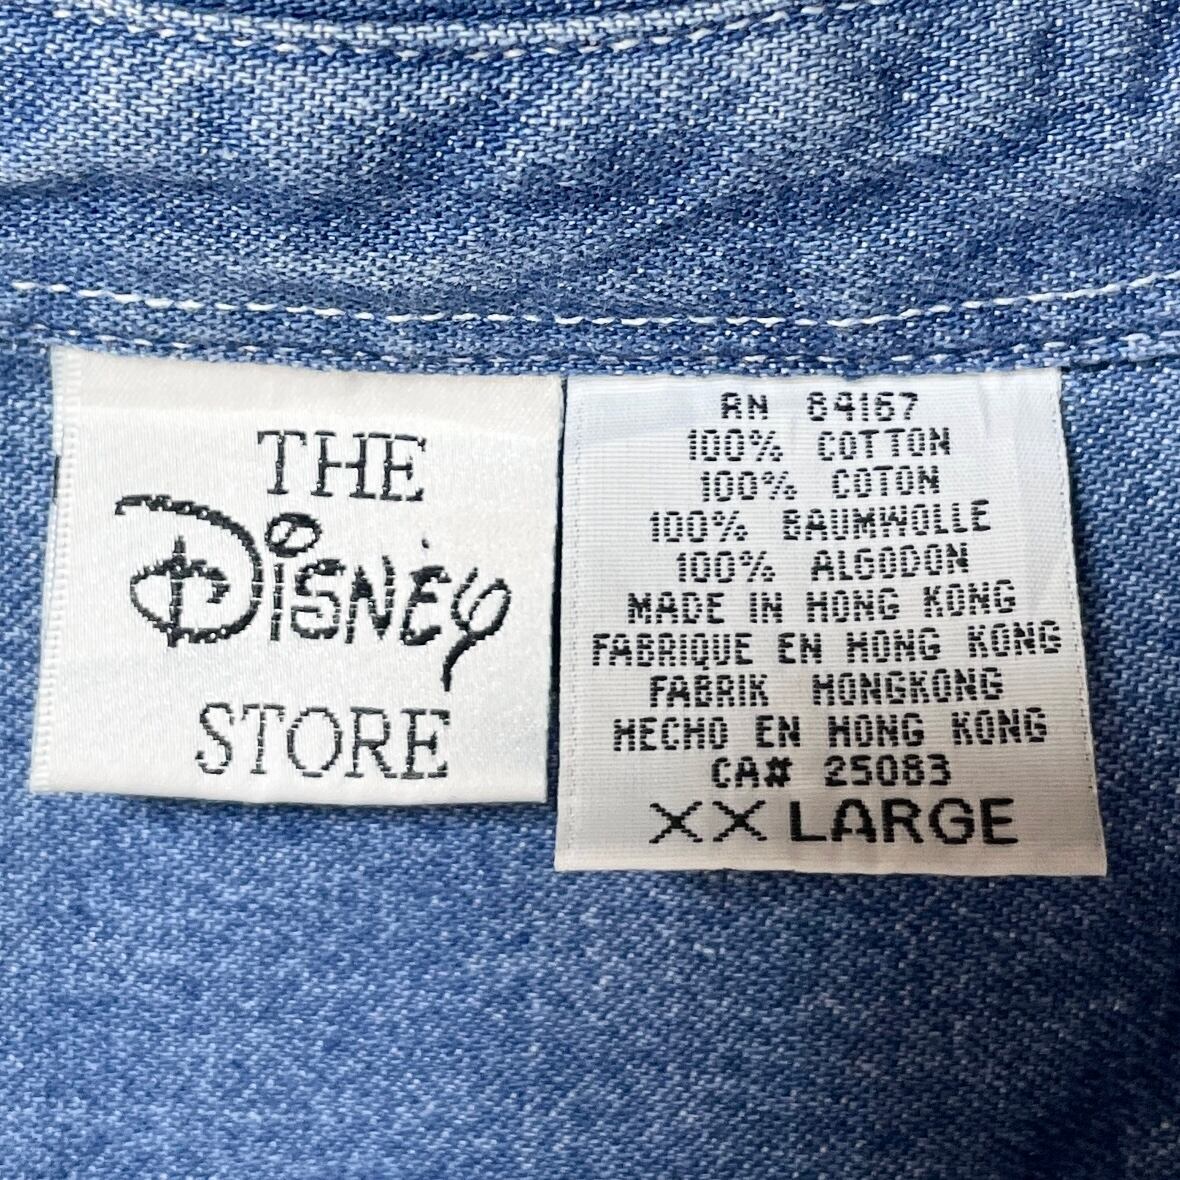 THE
Disney
STORE
RN 64167
100% COTTON
100% COTON
100% BAUMWOLLE
100% ALGODON
MADE IN HONG KONG
FABRIQUE EN HONG KONG
FABRIK HONGKONG
HECHO EN HONG KONG
CA# 25083
XX LARGE